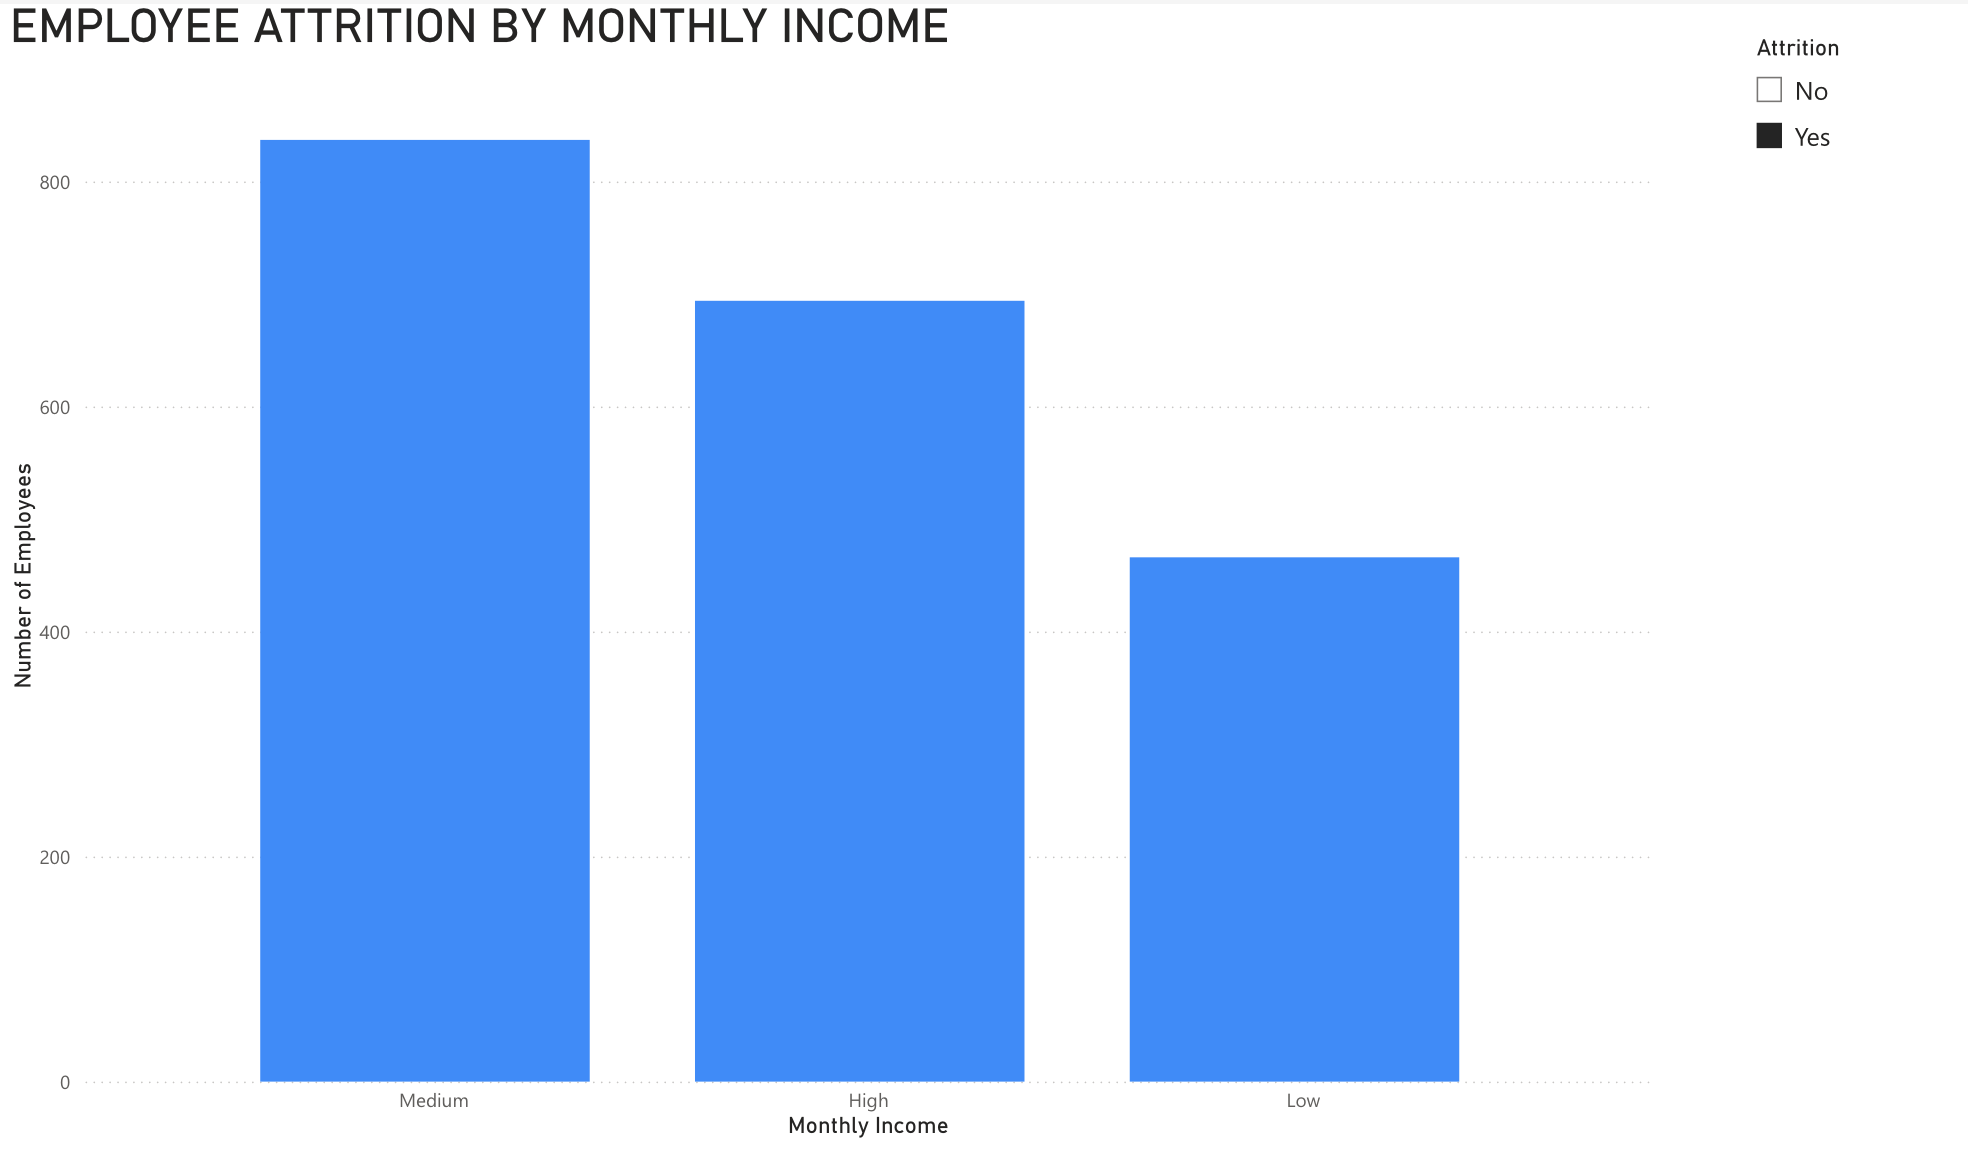 EMPLOYEE ATTRITION BY MONTHLY INCOME
Attrition
No
Yes
Number of Employees
800
600
400
200
0
Medium
High
Low
Monthly Income